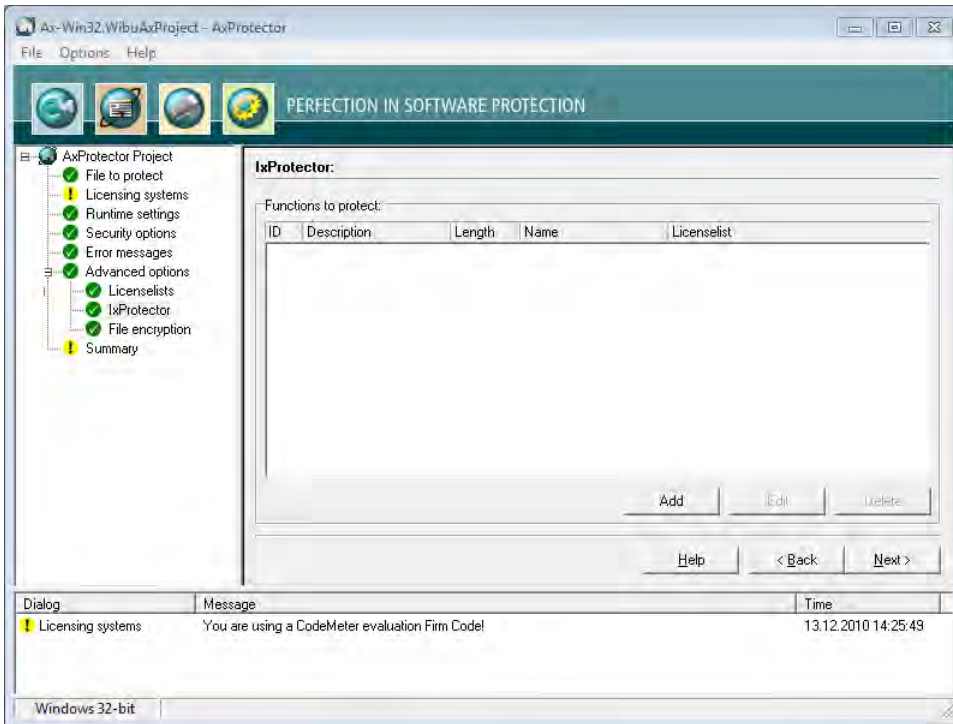 Ax-Win32.WibuAxProject - AxProtector
File Options Help
PERFECTION IN SOFTWARE PROTECTION
AxProtector Project
File to protect
Licensing systems
Runtime settings
Security options
Error messages
Advanced options
Licenselists
IxProtector
File encryption
Summary
IxProtector:
Functions to protect:
ID Description Length Name Licenselist
Add Edit Delete
Help < Back Next >
Dialog Message Time
Licensing systems You are using a CodeMeter evaluation Firm Code! 13.12.2010 14:25:49
Windows 32-bit